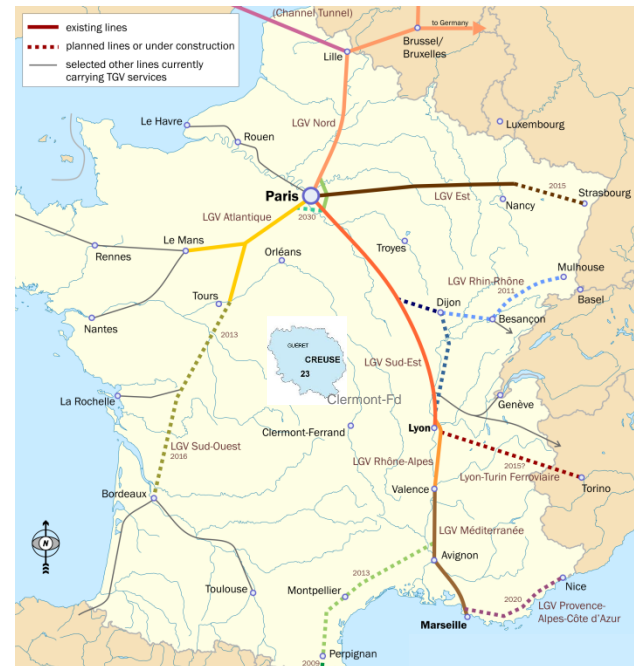 existing lines
planned lines or under construction
selected other lines currently
carrying TGV services
(Channel Tunnel)
to Germany
Brussel/
Bruxelles
Lille
Le Havre
Rouen
LGV Nord
Luxembourg
Paris
LGV Est
2015
Strasbourg
Nancy
LGV Atlantique
2030
Troyes
Le Mans
Rennes
Orléans
LGV Rhin-Rhône
2011
Mulhouse
Basel
Tours
Dijon
Besançon
Nantes
2013
GUÉRET
CREUSE
23
LGV Sud-Est
Clermont-Fd
Genève
La Rochelle
Clermont-Ferrand
Lyon
LGV Sud-Ouest
2016
LGV Rhône-Alpes
2015?
Lyon-Turin Ferroviaire
Torino
Valence
Bordeaux
LGV Méditerranée
N
Avignon
2013
Toulouse
Montpellier
2020
Nice
LGV Provence-
Alpes-Côte d'Azur
Marseille
Perpignan
2009